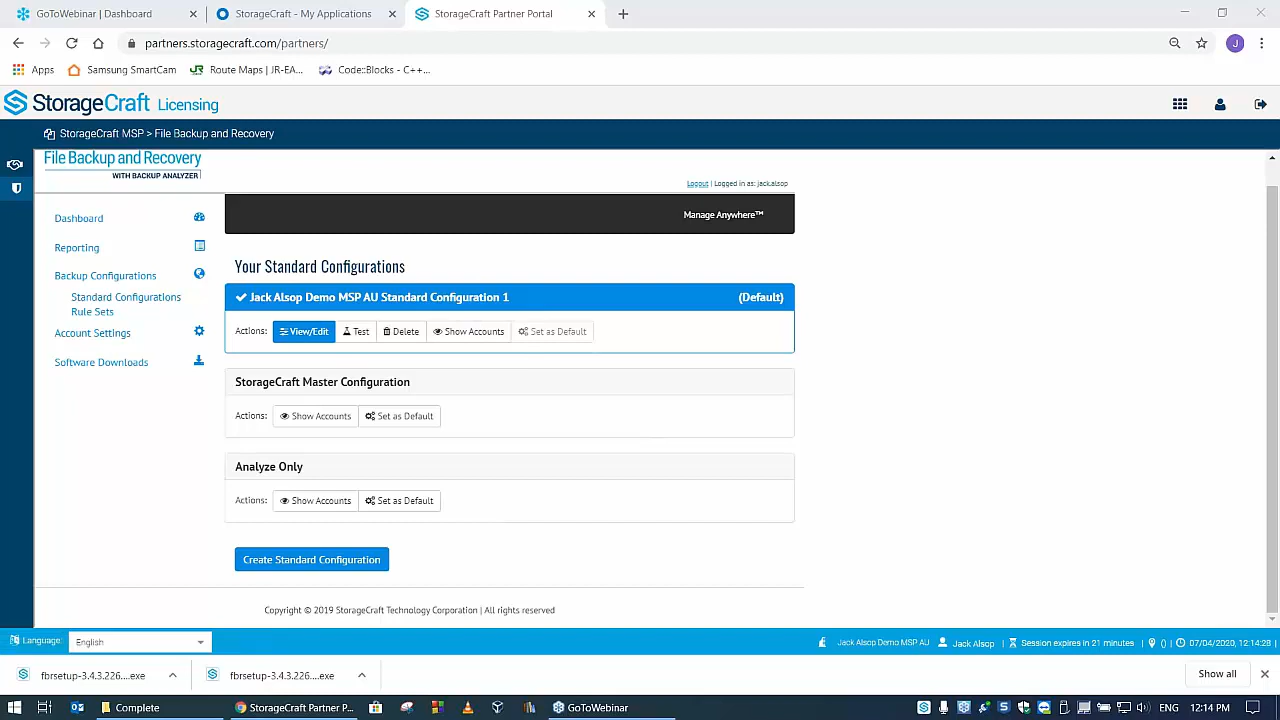 GoToWebinar | Dashboard
StorageCraft - My Applications
StorageCraft Partner Portal
partners.storagecraft.com/partners/
J
Apps
Samsung SmartCam
Route Maps | JR-EA...
Code::Blocks - C++...
StorageCraft Licensing
StorageCraft MSP > File Backup and Recovery
File Backup and Recovery
WITH BACKUP ANALYZER
Logout | Logged in as: jack.alsop
Manage Anywhere™
Dashboard
Reporting
Backup Configurations
Standard Configurations
Rule Sets
Account Settings
Software Downloads
Your Standard Configurations
Jack Alsop Demo MSP AU Standard Configuration 1 (Default)
Actions: View/Edit Test Delete Show Accounts Set as Default
StorageCraft Master Configuration
Actions: Show Accounts Set as Default
Analyze Only
Actions: Show Accounts Set as Default
Create Standard Configuration
Copyright © 2019 StorageCraft Technology Corporation | All rights reserved
Language: English
Jack Alsop Demo MSP AU Jack Alsop | Session expires in 21 minutes | () | 07/04/2020, 12:14:28 |
fbrsetup-3.4.3.226....exe
fbrsetup-3.4.3.226....exe
Show all
Complete
StorageCraft Partner P...
GoToWebinar
ENG
12:14 PM